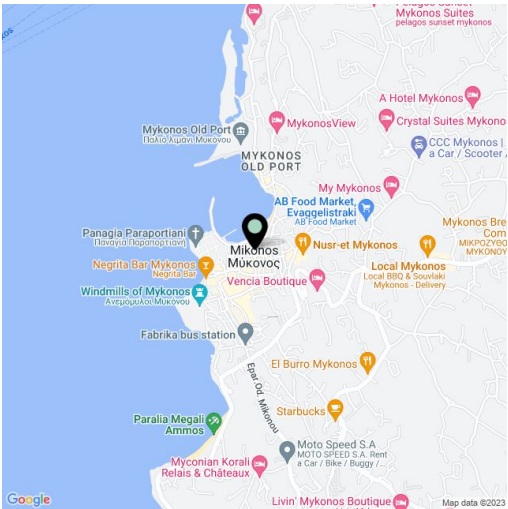 Pelagos Sunset
Mykonos Suites
pelagos sunset mykonos
A Hotel Mykonos
MykonosView
Crystal Suites Mykono
Mykonos Old Port
Παλιό λιμάνι Μυκόνου
CCC Mykonos |
a Car / Scooter /
MYKONOS
OLD PORT
My Mykonos
AB Food Market,
Evaggelistraki
AB Food Market
Mykonos Bre
Com
ΜΙΚΡΟΖΥΘΟ
ΜΥΚΟΝΟΥ
Panagia Paraportiani
Παναγία Παραπορτιανή
Mikonos
Μύκονος
Nusr-et Mykonos
Negrita Bar Mykonos
Negrita Bar
Local Mykonos
Local BBQ & Souvlaki
Mykonos - Delivery
Vencia Boutique
Windmills of Mykonos
Ανεμόμυλοι Μυκόνου
Fabrika bus station
Epar Od. Mikonou
El Burro Mykonos
Starbucks
Paralia Megali
Ammos
Moto Speed S.A
MOTO SPEED S.A. Rent
a Car / Bike / Buggy /...
Myconian Korali
Relais & Châteaux
Livin' Mykonos Boutique
Google
Map data ©2023